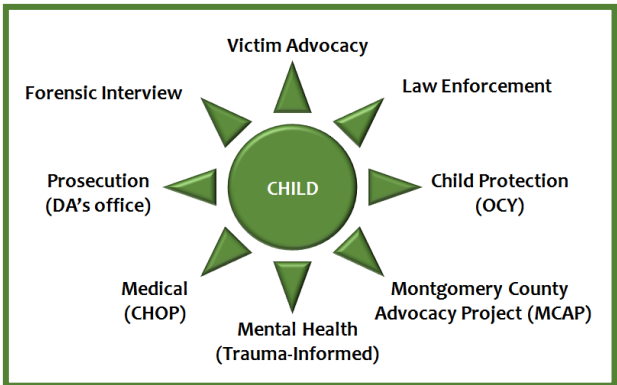 Victim Advocacy
Forensic Interview
Law Enforcement
Prosecution
(DA's office)
CHILD
Child Protection
(OCY)
Medical
(CHOP)
Montgomery County
Advocacy Project (MCAP)
Mental Health
(Trauma-Informed)